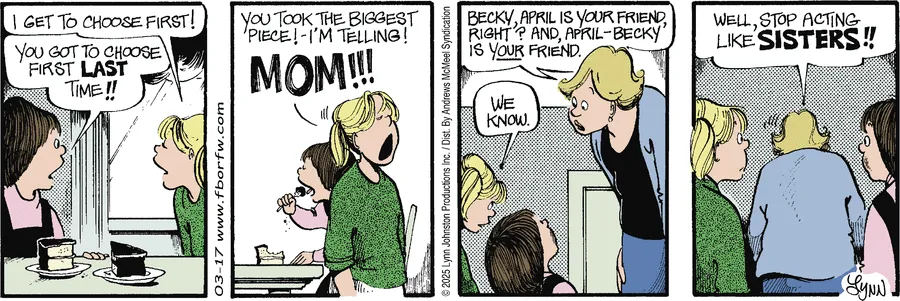 I GET TO CHOOSE FIRST!
YOU GOT TO CHOOSE
FIRST LAST
TIME!!
03-17 www.fborfw.com
YOU TOOK THE BIGGEST
PIECE!-I'M TELLING!
MOM!!!
© 2025 Lynn Johnston Productions Inc. / Dist. By Andrews McMeel Syndication
BECKY, APRIL IS YOUR FRIEND,
RIGHT? AND, APRIL-BECKY
IS YOUR FRIEND.
WE
KNOW.
WELL, STOP ACTING
LIKE SISTERS!!
LYNN